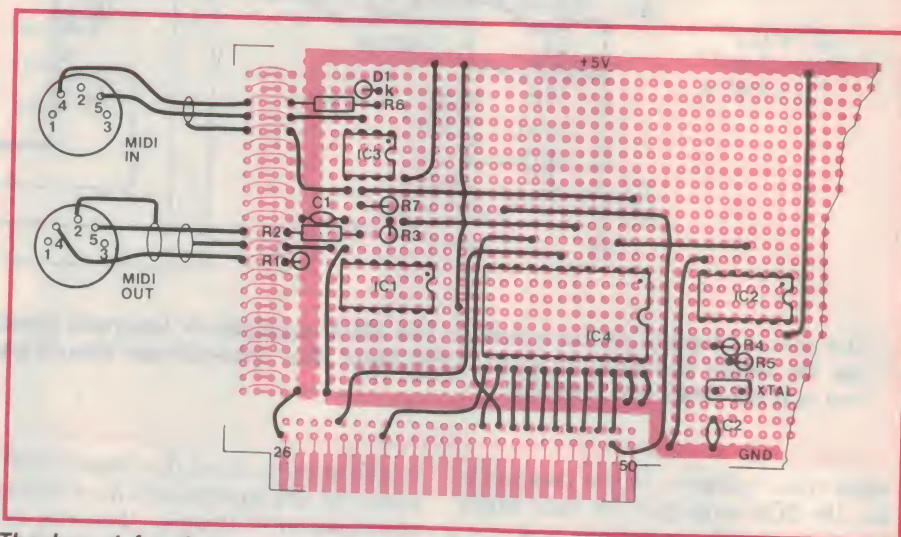 +5V
D1
k
R6
4
2
5
1
3
MIDI
IN
IC3
C1
R7
R2
R3
R1
2
5
4
1
3
MIDI
OUT
IC1
IC4
IC2
R4
R5
XTAL
C2
GND
26
50